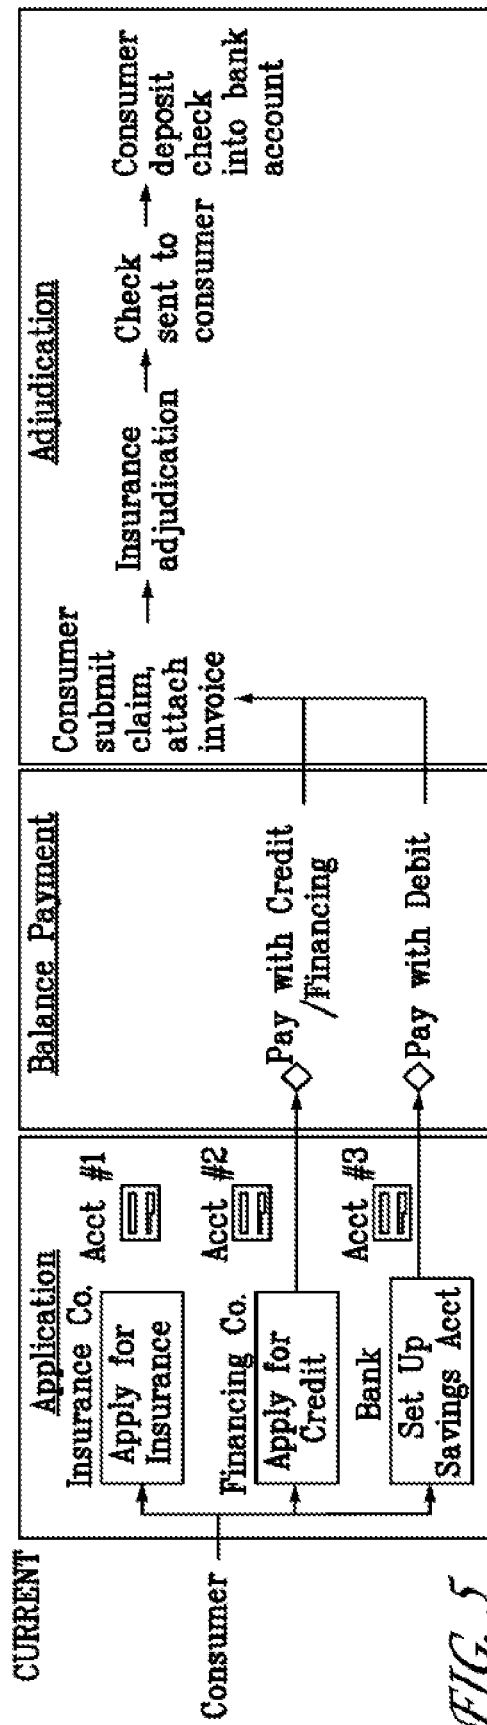 CURRENT
Consumer
Application
Insurance Co.
Acct #1
Apply for
Insurance
Financing Co.
Acct #2
Apply for
Credit
Bank
Acct #3
Set Up
Savings Acct
Balance Payment
Pay with Credit
/Financing
Pay with Debit
Adjudication
Consumer
submit
claim,
attach
invoice
Insurance
adjudication
Check
sent to
consumer
Consumer
deposit
check
into bank
account
FIG. 5